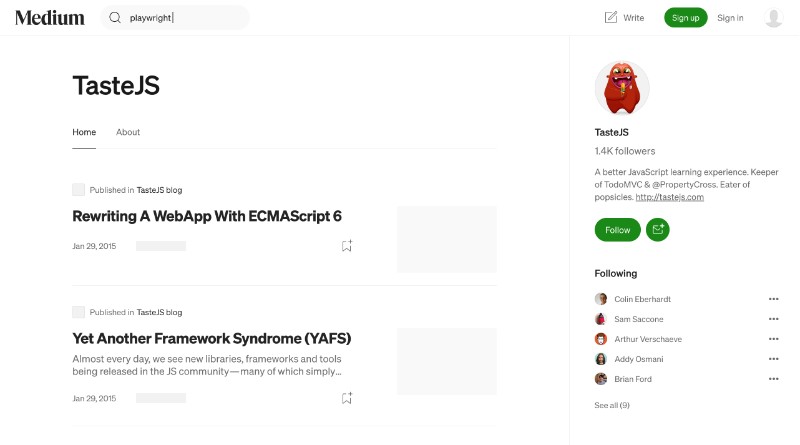 Medium
playwright
Write
Sign up
Sign in
TasteJS
Home
About
Published in TasteJS blog
Rewriting A WebApp With ECMAScript 6
Jan 29, 2015
Published in TasteJS blog
Yet Another Framework Syndrome (YAFS)
Almost every day, we see new libraries, frameworks and tools
being released in the JS community—many of which simply...
Jan 29, 2015
TasteJS
1.4K followers
A better JavaScript learning experience. Keeper
of TodoMVC & @PropertyCross. Eater of
popsicles. http://tastejs.com
Follow
Following
Colin Eberhardt
Sam Saccone
Arthur Verschaeve
Addy Osmani
Brian Ford
See all (9)